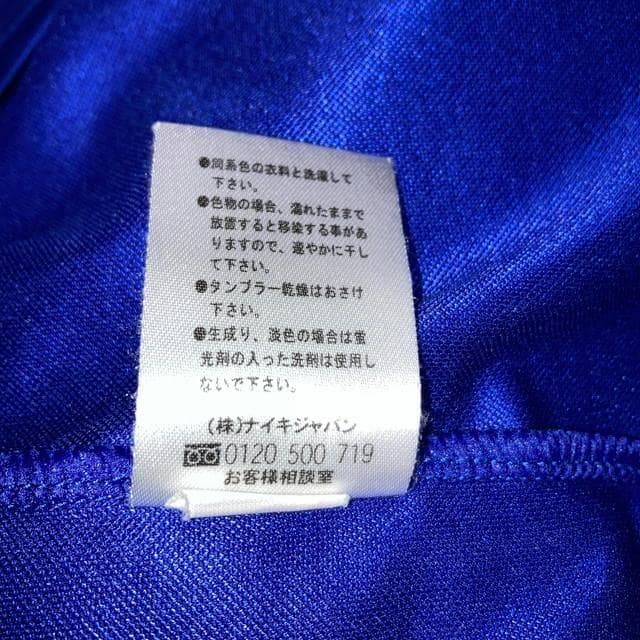 ●同系色の衣料と洗濯して
下さい。
●色物の場合、濡れたままで
放置すると移染する事があ
りますので、速やかに干し
て下さい。
●タンブラー乾燥はおさけ
下さい。
●生成り、淡色の場合は蛍
光剤の入った洗剤は使用し
ないで下さい。
(株)ナイキジャパン
0120 500 719
お客様相談室